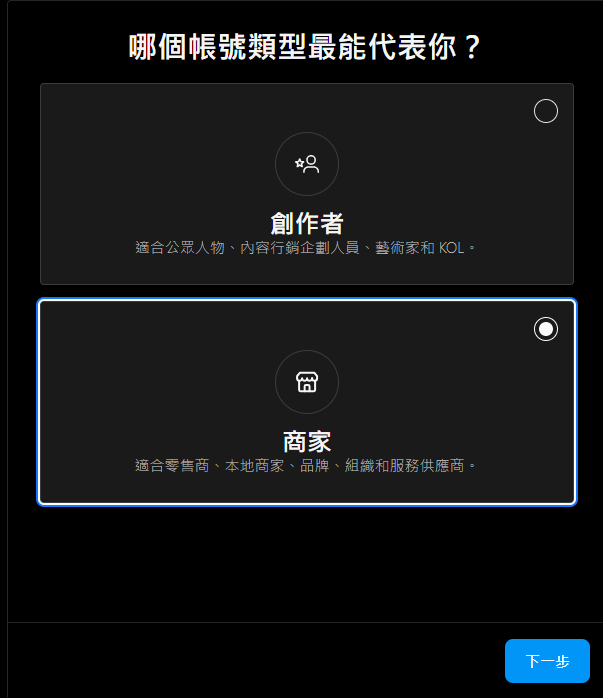 哪個帳號類型最能代表你？
創作者
適合公眾人物、內容行銷企劃人員、藝術家和 KOL。
商家
適合零售商、本地商家、品牌、組織和服務供應商。
下一步